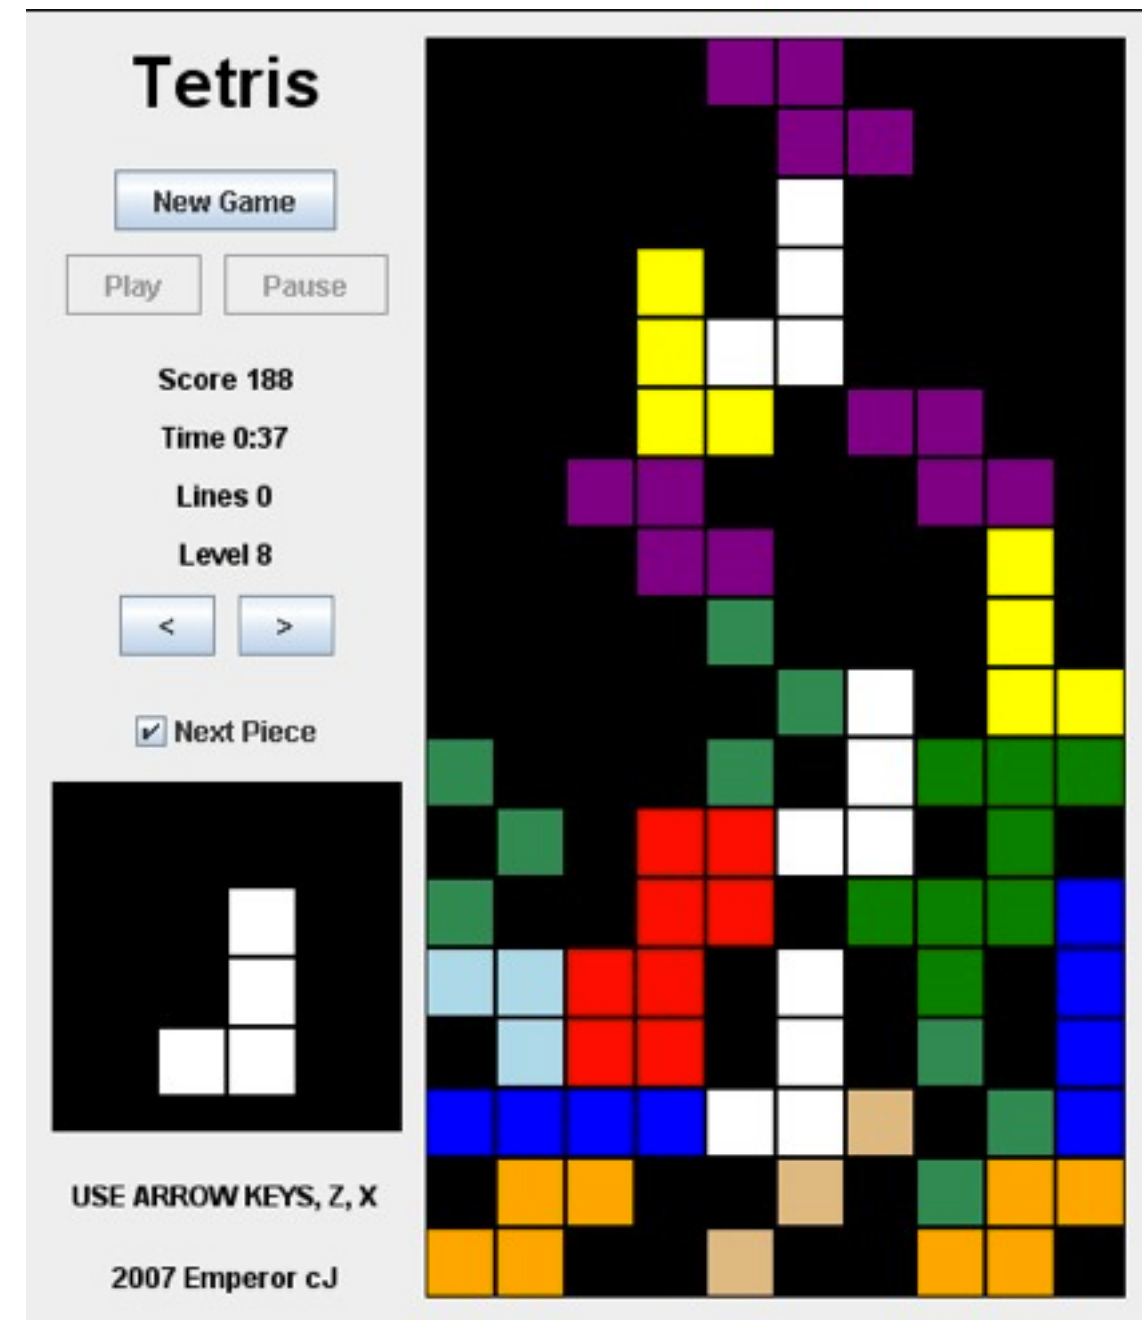 Tetris
New Game
Play Pause
Score 188
Time 0:37
Lines 0
Level 8
< >
Next Piece
USE ARROW KEYS, Z, X
2007 Emperor cJ